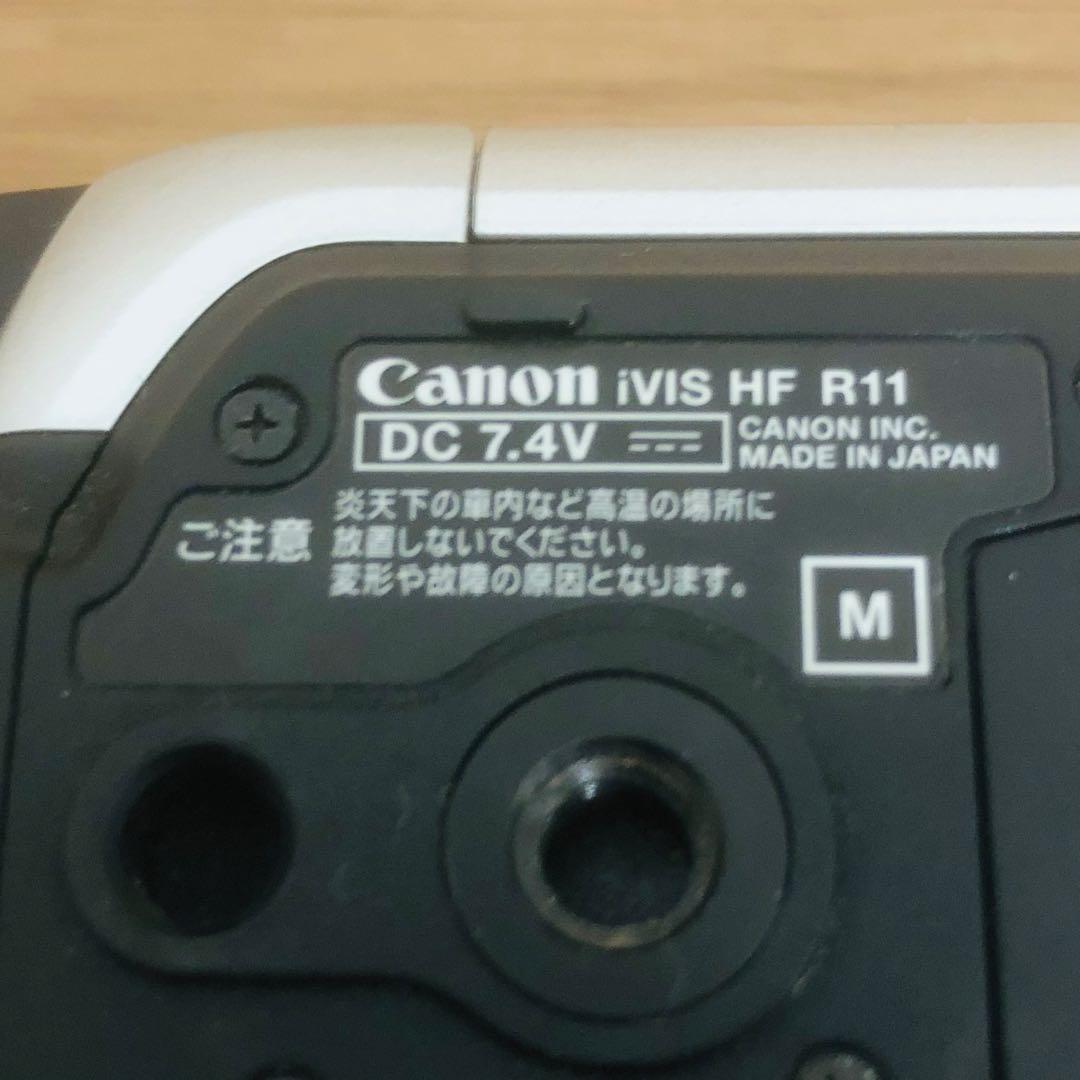 Canon iVIS HF R11
DC 7.4V
CANON INC.
MADE IN JAPAN
ご注意
炎天下の車内など高温の場所に
放置しないでください。
変形や故障の原因となります。
M